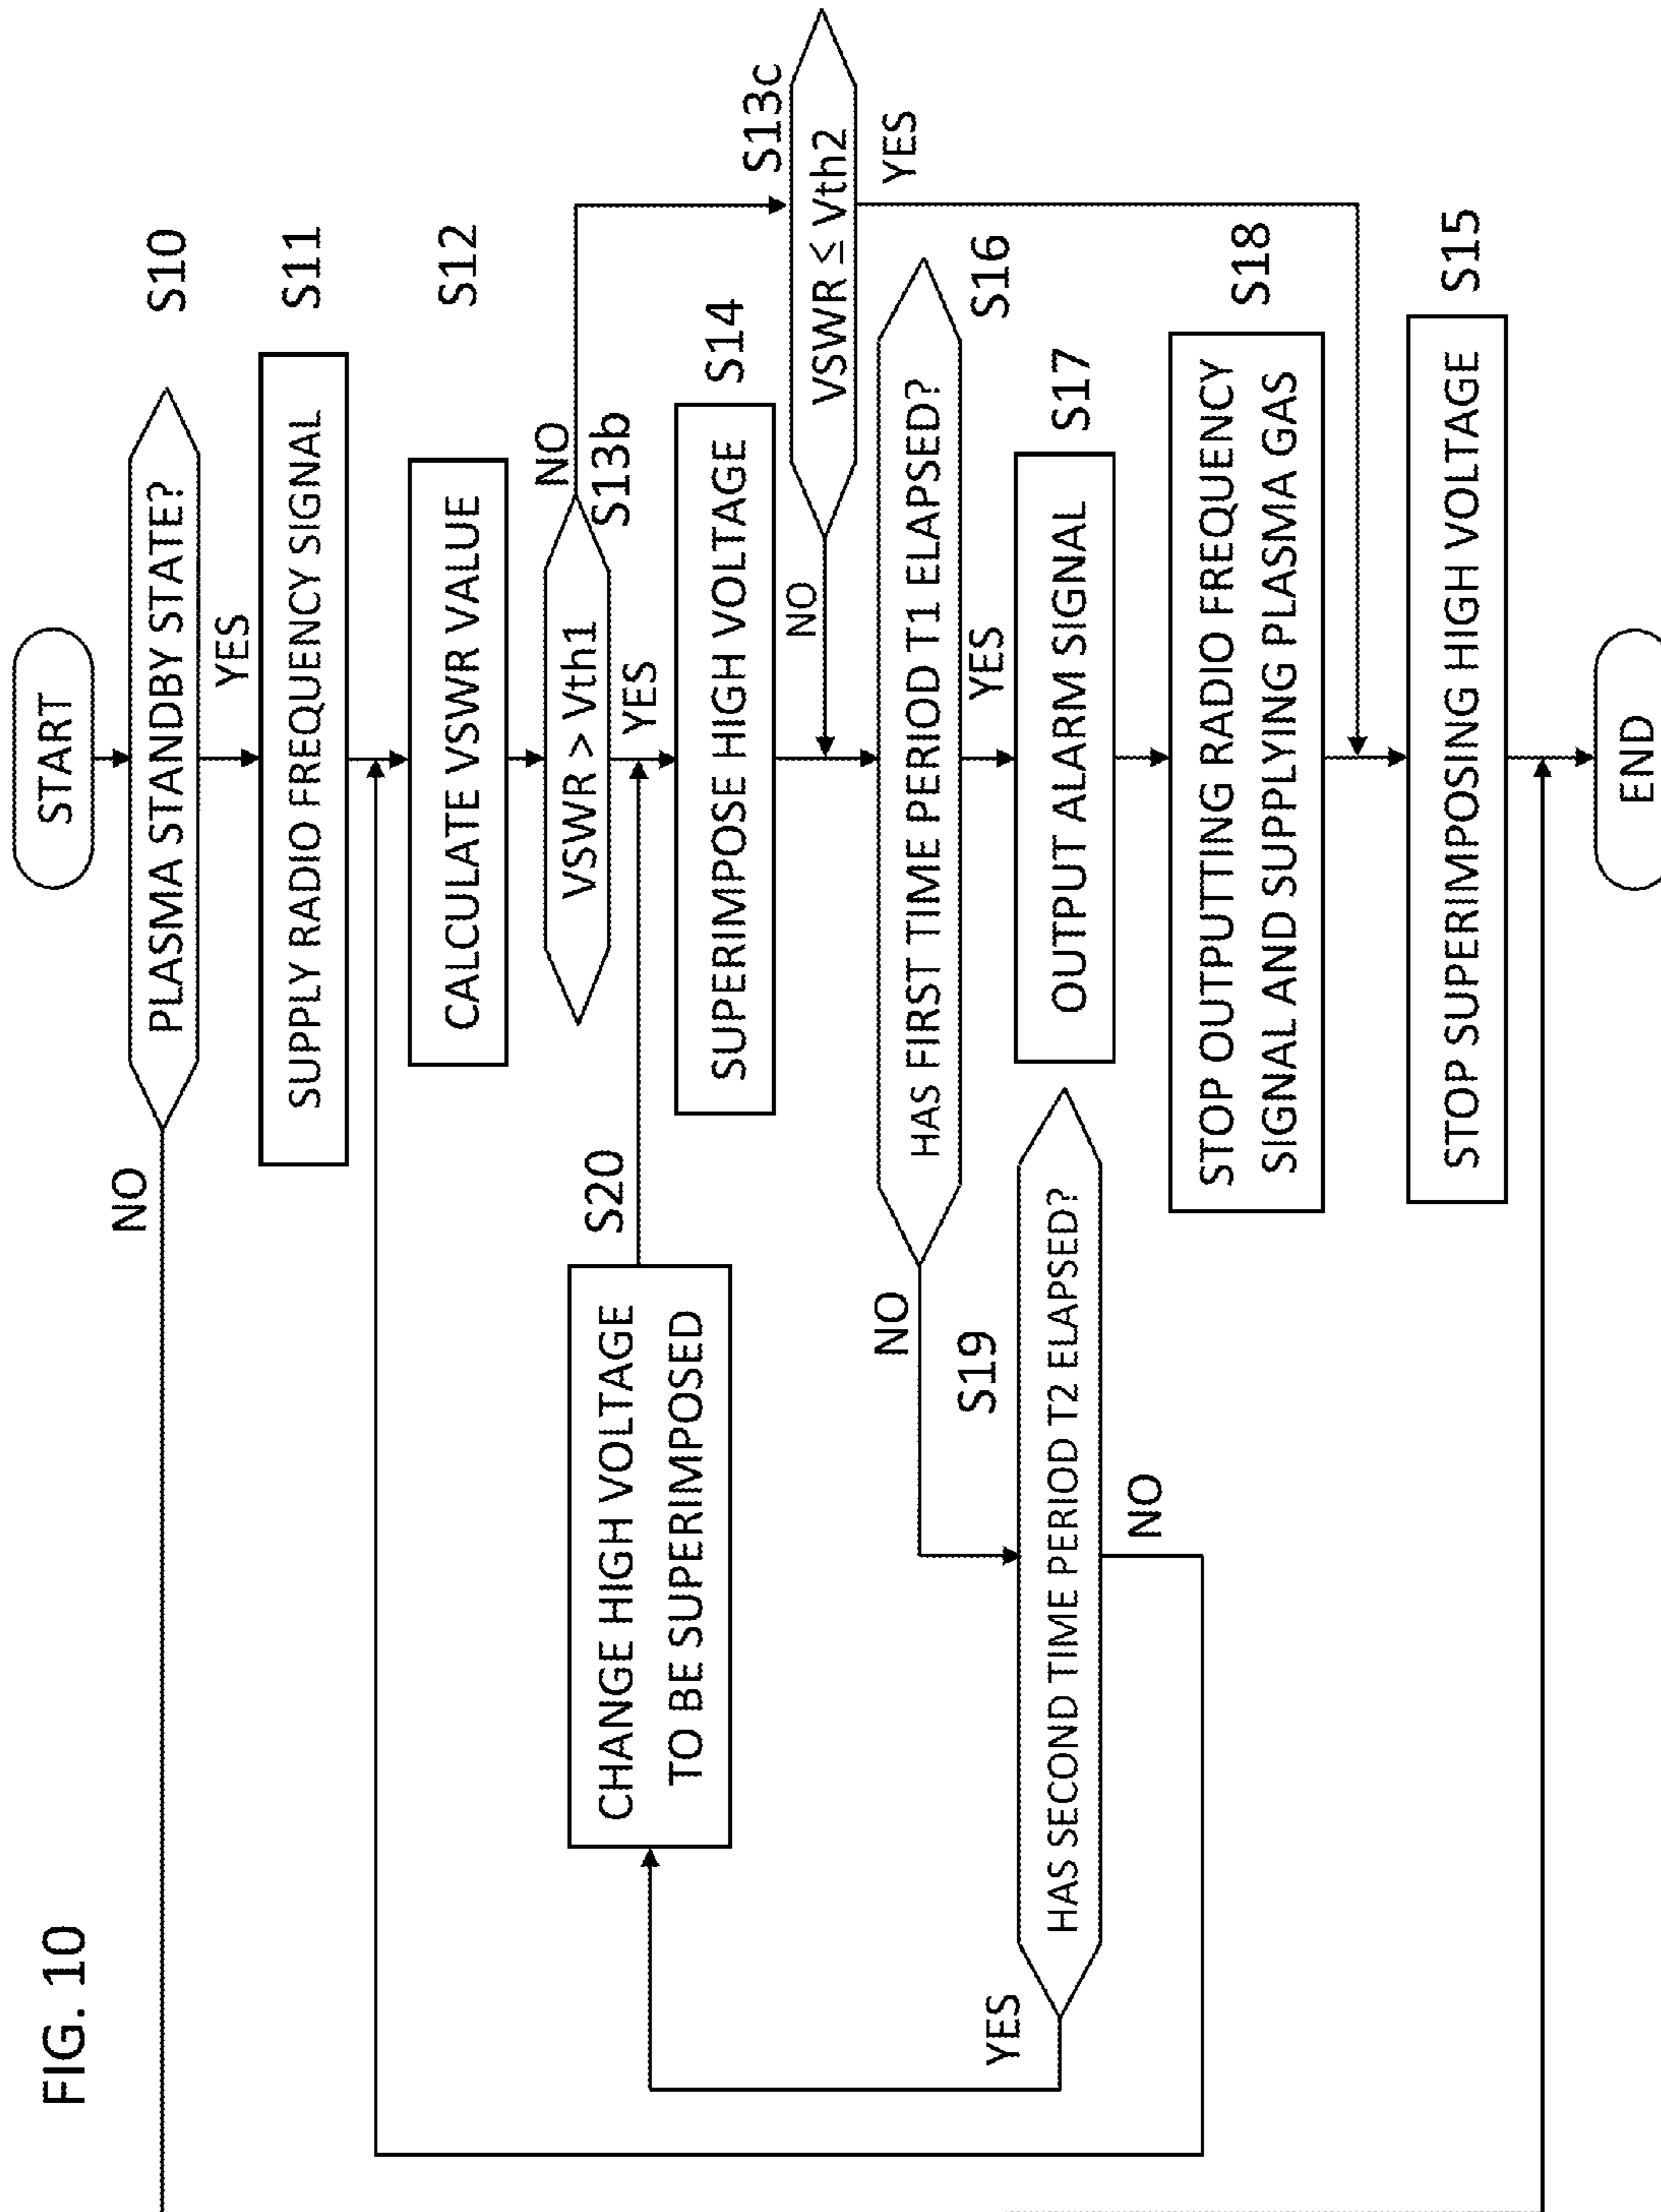 FIG. 10
START
PLASMA STANDBY STATE?
S10
NO
YES
SUPPLY RADIO FREQUENCY SIGNAL
S11
CALCULATE VSWR VALUE
S12
VSWR > Vth1
NO
S13b
YES
CHANGE HIGH VOLTAGE
TO BE SUPERIMPOSED
S20
SUPERIMPOSE HIGH VOLTAGE
S14
S13c
VSWR ≤ Vth2
NO
YES
HAS FIRST TIME PERIOD T1 ELAPSED?
S16
NO
YES
S19
HAS SECOND TIME PERIOD T2 ELAPSED?
YES
NO
OUTPUT ALARM SIGNAL
S17
STOP OUTPUTTING RADIO FREQUENCY
SIGNAL AND SUPPLYING PLASMA GAS
S18
STOP SUPERIMPOSING HIGH VOLTAGE
S15
END